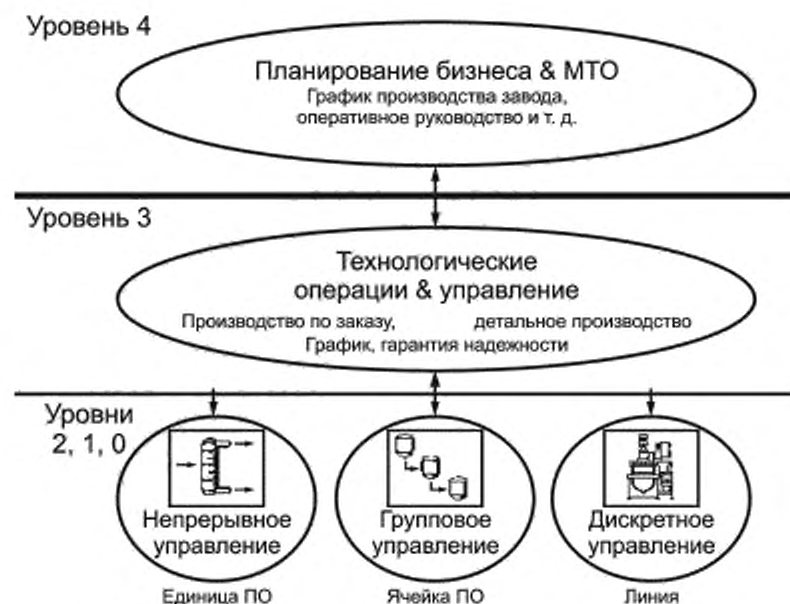 Уровень 4
Планирование бизнеса & МТО
График производства завода,
оперативное руководство и т. д.
Уровень 3
Технологические
операции & управление
Производство по заказу, детальное производство
График, гарантия надежности
Уровни
2, 1, 0
Непрерывное
управление
Групповое
управление
Дискретное
управление
Единица ПО
Ячейка ПО
Линия